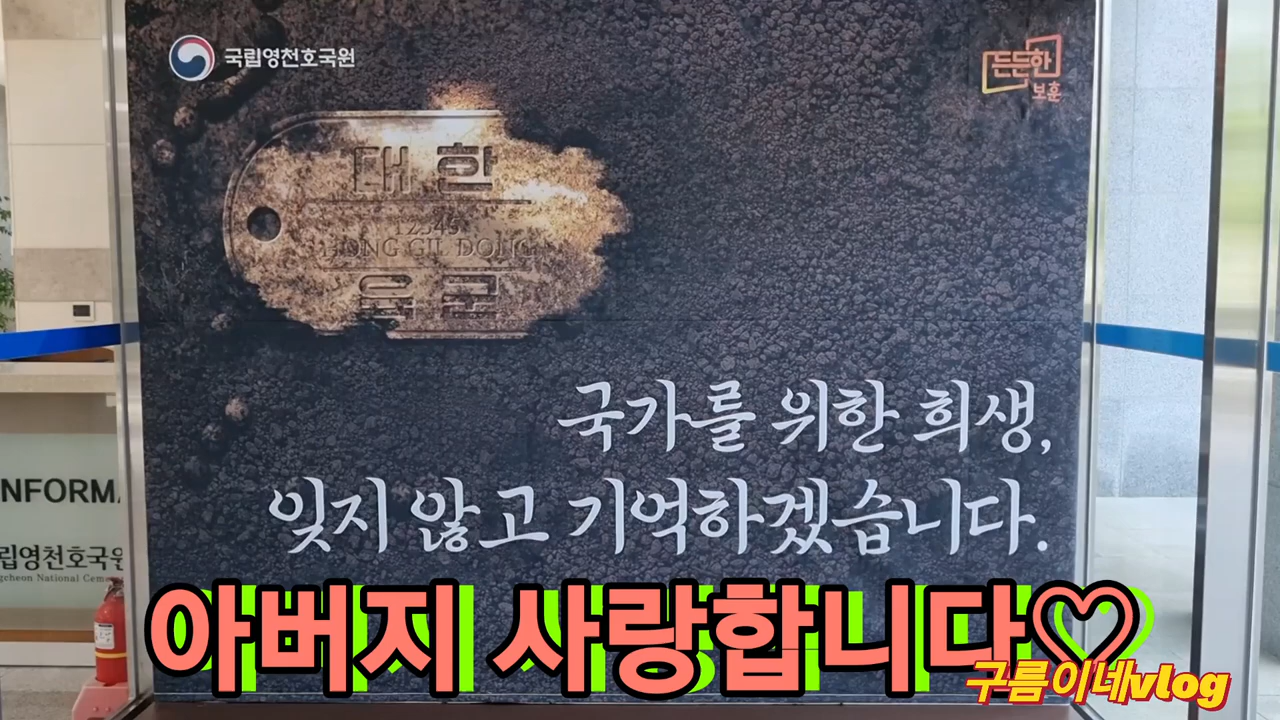 국립영천호국원
든든한
보훈
대한
12345
HONG GIL DONG
육군
국가를 위한 희생,
잊지 않고 기억하겠습니다.
INFORMA
립영천호국원
gcheon National Cem
아버지 사랑합니다♡
구름이네vlog